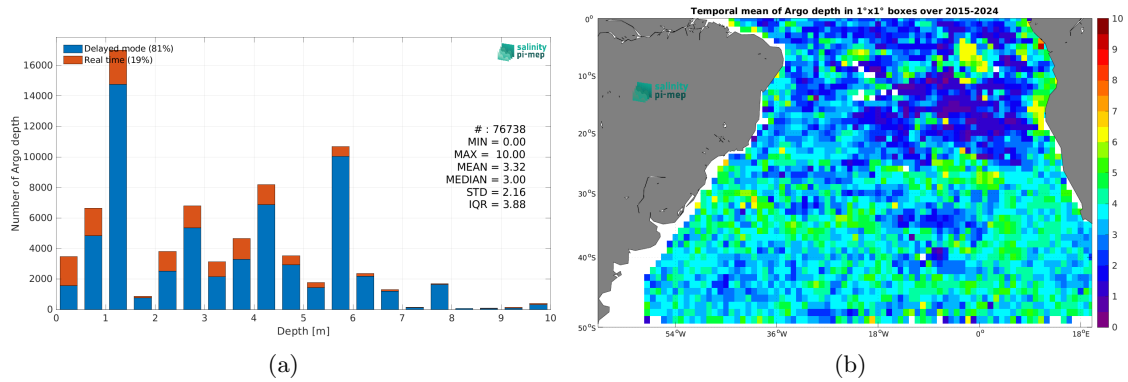 Delayed mode (81%)
Real time (19%)
salinity
pi-mep
Number of Argo depth
16000
14000
12000
10000
8000
6000
4000
2000
0
# : 76738
MIN = 0.00
MAX = 10.00
MEAN = 3.32
MEDIAN = 3.00
STD = 2.16
IQR = 3.88
0 1 2 3 4 5 6 7 8 9 10
Depth [m]
(a)
Temporal mean of Argo depth in 1°x1° boxes over 2015-2024
salinity
pi-mep
0°
10°S
20°S
30°S
40°S
50°S
54°W 36°W 18°W 0° 18°E
10
9
8
7
6
5
4
3
2
1
0
(b)